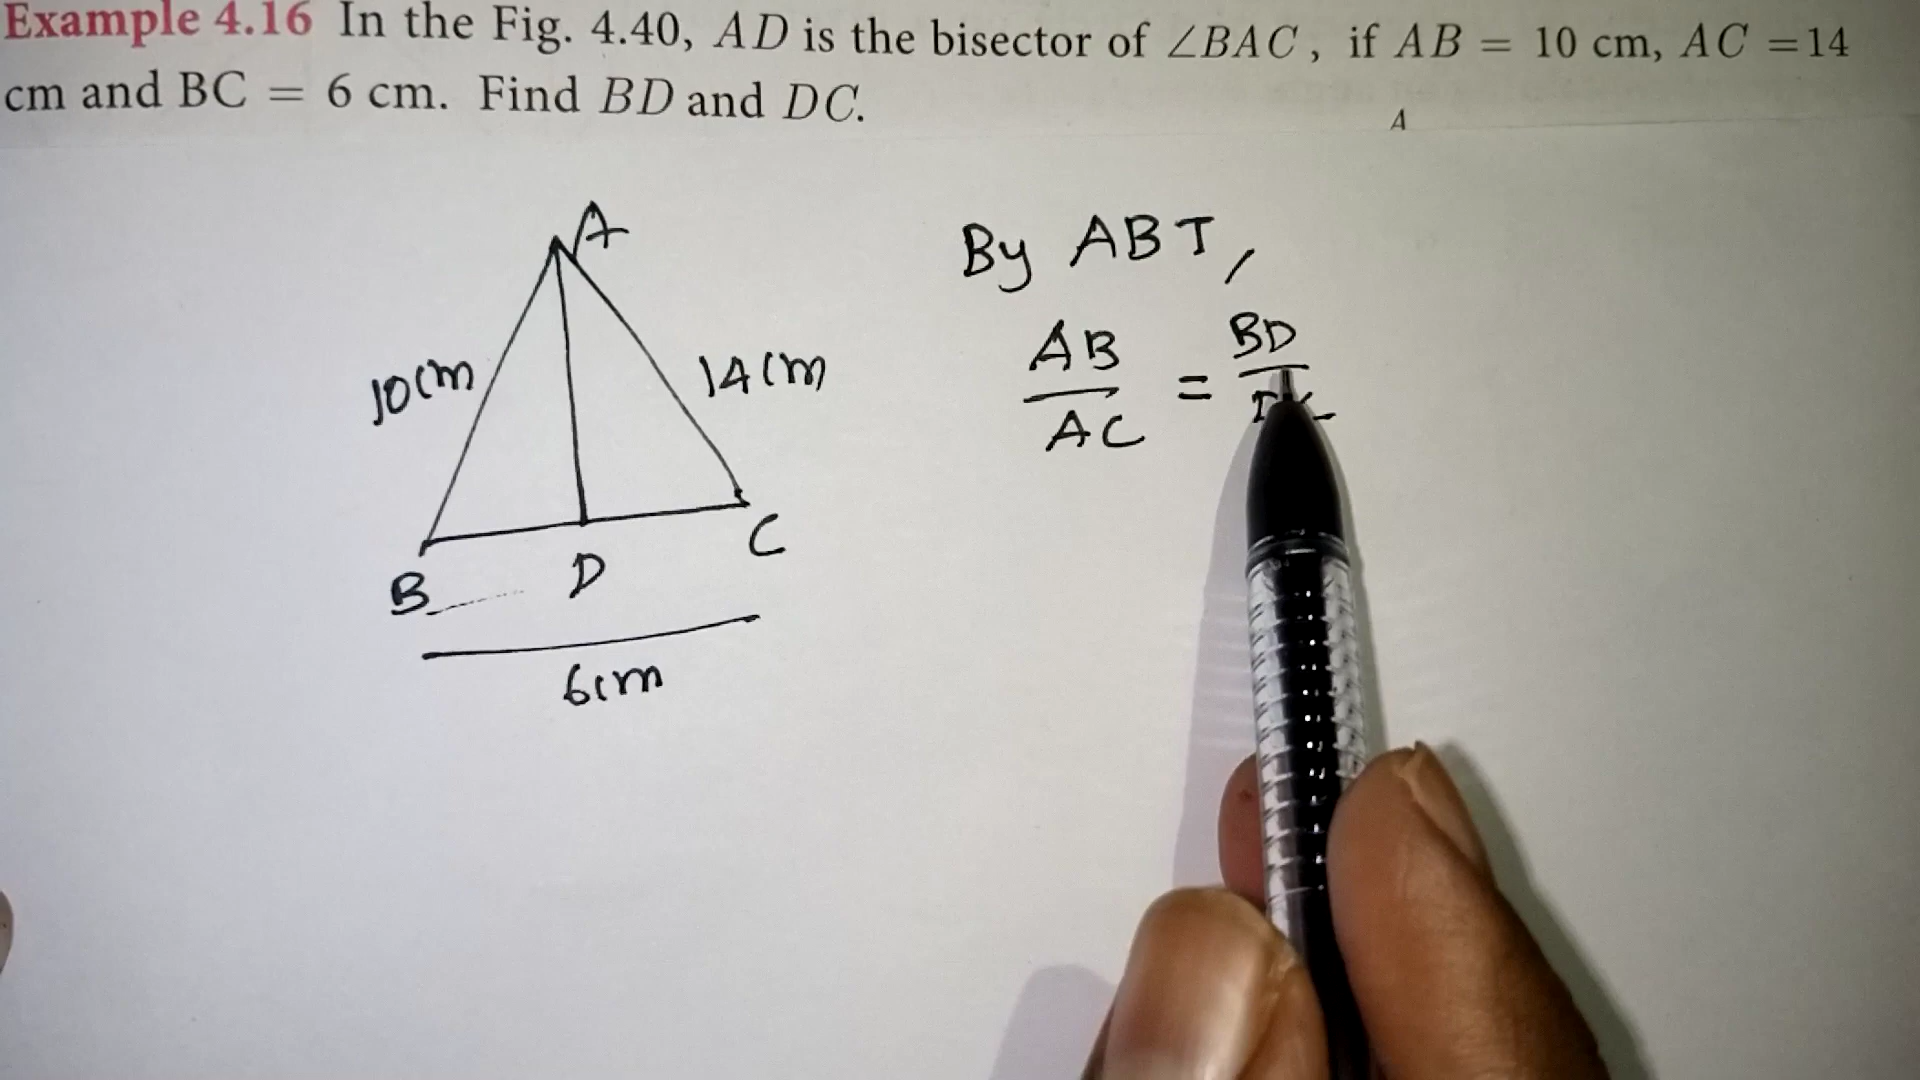 Example 4.16 In the Fig. 4.40, AD is the bisector of ∠BAC, if AB = 10 cm, AC =14
cm and BC = 6 cm. Find BD and DC.
A
A
By ABT,
10cm
14cm
AB
AC
=
BD
B
D
C
6cm